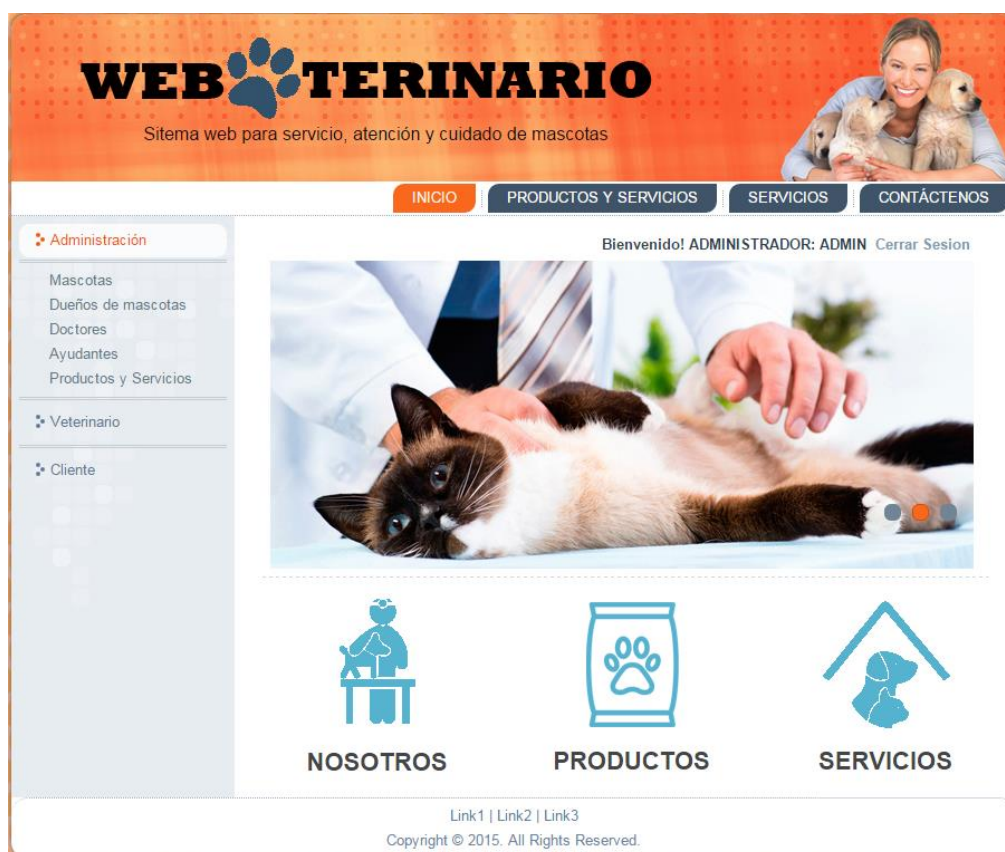 WEB TERINARIO
Sitema web para servicio, atención y cuidado de mascotas
INICIO PRODUCTOS Y SERVICIOS SERVICIOS CONTÁCTENOS
Administración
Bienvenido! ADMINISTRADOR: ADMIN Cerrar Sesion
Mascotas
Dueños de mascotas
Doctores
Ayudantes
Productos y Servicios
Veterinario
Cliente
NOSOTROS PRODUCTOS SERVICIOS
Link1 | Link2 | Link3
Copyright © 2015. All Rights Reserved.